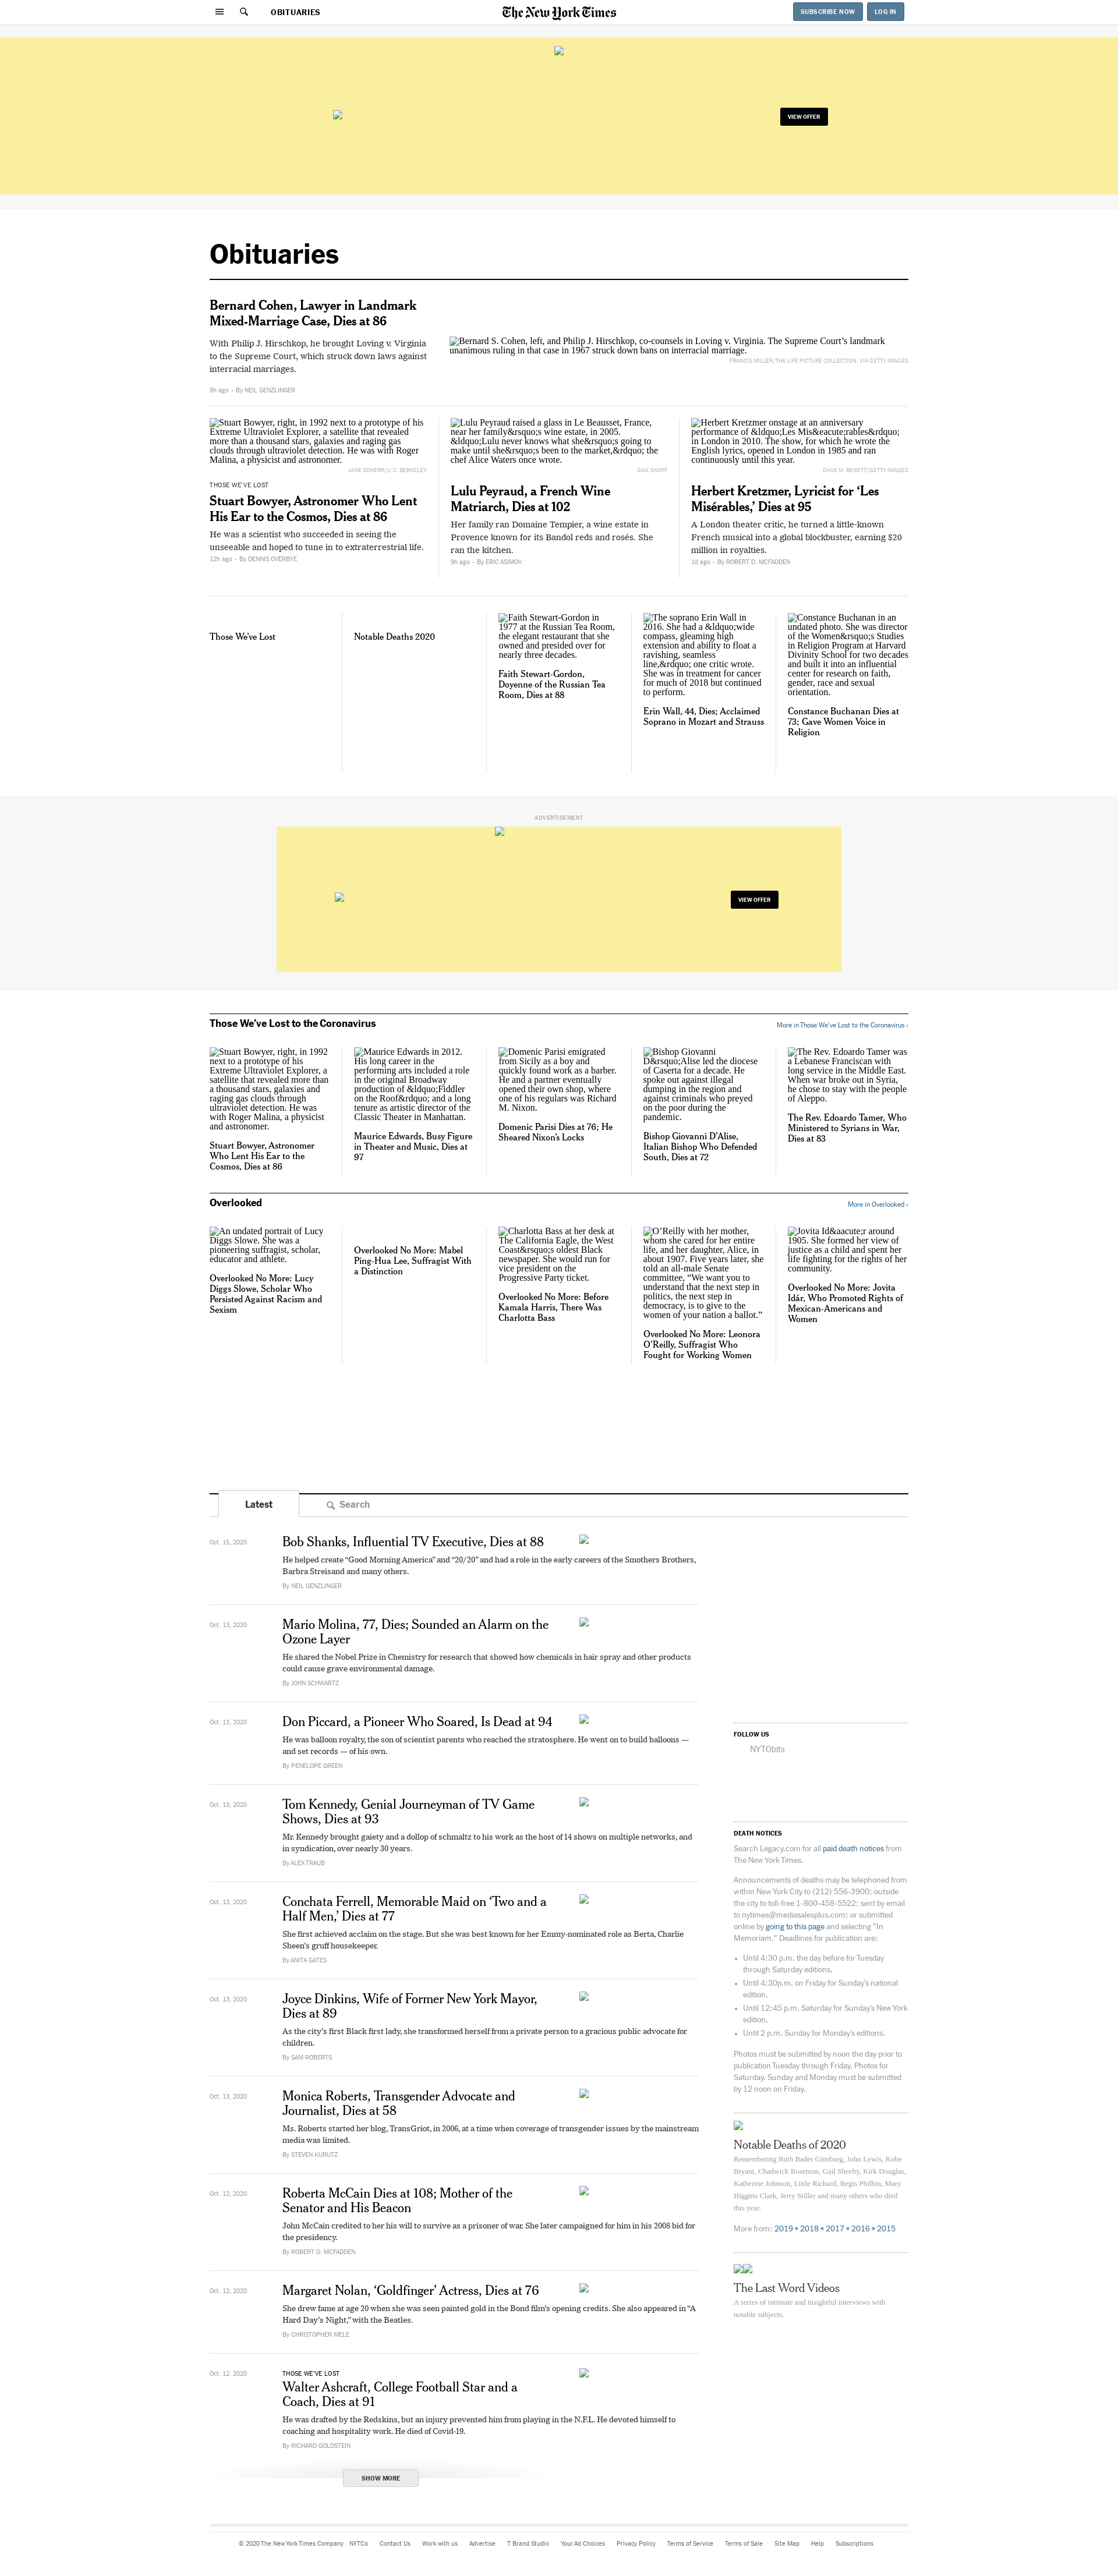 OBITUARIES
The New York Times
SUBSCRIBE NOW
LOG IN
VIEW OFFER
Obituaries
Bernard Cohen, Lawyer in Landmark
Mixed-Marriage Case, Dies at 86
With Philip J. Hirschkop, he brought Loving v. Virginia
to the Supreme Court, which struck down laws against
interracial marriages.
5h ago - By NEIL GENZLINGER
Bernard S. Cohen, left, and Philip J. Hirschkop, co-counsels in Loving v. Virginia. The Supreme Court’s landmark
unanimous ruling in that case in 1967 struck down bans on interracial marriage.
FRANCIS MILLER/THE LIFE PICTURE COLLECTION, VIA GETTY IMAGES
Stuart Bowyer, right, in 1992 next to a prototype of his
Extreme Ultraviolet Explorer, a satellite that revealed
more than a thousand stars, galaxies and raging gas
clouds through ultraviolet detection. He was with Roger
Malina, a physicist and astronomer.
JANE SCHERR/U.C. BERKELEY
THOSE WE’VE LOST
Stuart Bowyer, Astronomer Who Lent
His Ear to the Cosmos, Dies at 86
He was a scientist who succeeded in seeing the
unseeable and hoped to tune in to extraterrestrial life.
12h ago - By DENNIS OVERBYE
Lulu Peyraud raised a glass in Le Beausset, France,
near her family&rsquo;s wine estate, in 2005.
&ldquo;Lulu never knows what she&rsquo;s going to
make until she&rsquo;s been to the market,&rdquo; the
chef Alice Waters once wrote.
GAIL SKOFF
Lulu Peyraud, a French Wine
Matriarch, Dies at 102
Her family ran Domaine Tempier, a wine estate in
Provence known for its Bandol reds and rosés. She
ran the kitchen.
9h ago - By ERIC ASIMOV
Herbert Kretzmer onstage at an anniversary
performance of &ldquo;Les Mis&eacute;rables&rdquo;
in London in 2010. The show, for which he wrote the
English lyrics, opened in London in 1985 and ran
continuously until this year.
DAVE M. BENETT/GETTY IMAGES
Herbert Kretzmer, Lyricist for ‘Les
Misérables,’ Dies at 95
A London theater critic, he turned a little-known
French musical into a global blockbuster, earning $20
million in royalties.
1d ago - By ROBERT D. MCFADDEN
Those We’ve Lost
Notable Deaths 2020
Faith Stewart-Gordon in
1977 at the Russian Tea Room,
the elegant restaurant that she
owned and presided over for
nearly three decades.
Faith Stewart-Gordon,
Doyenne of the Russian Tea
Room, Dies at 88
The soprano Erin Wall in
2016. She had a &ldquo;wide
compass, gleaming high
extension and ability to float a
ravishing, seamless
line,&rdquo; one critic wrote.
She was in treatment for cancer
for much of 2018 but continued
to perform.
Erin Wall, 44, Dies; Acclaimed
Soprano in Mozart and Strauss
Constance Buchanan in an
undated photo. She was director
of the Women&rsquo;s Studies
in Religion Program at Harvard
Divinity School for two decades
and built it into an influential
center for research on faith,
gender, race and sexual
orientation.
Constance Buchanan Dies at
73; Gave Women Voice in
Religion
ADVERTISEMENT
VIEW OFFER
Those We’ve Lost to the Coronavirus
More in Those We’ve Lost to the Coronavirus ›
Stuart Bowyer, right, in 1992
next to a prototype of his
Extreme Ultraviolet Explorer, a
satellite that revealed more than
a thousand stars, galaxies and
raging gas clouds through
ultraviolet detection. He was
with Roger Malina, a physicist
and astronomer.
Stuart Bowyer, Astronomer
Who Lent His Ear to the
Cosmos, Dies at 86
Maurice Edwards in 2012.
His long career in the
performing arts included a role
in the original Broadway
production of &ldquo;Fiddler
on the Roof&rdquo; and a long
tenure as artistic director of the
Classic Theater in Manhattan.
Maurice Edwards, Busy Figure
in Theater and Music, Dies at
97
Domenic Parisi emigrated
from Sicily as a boy and
quickly found work as a barber.
He and a partner eventually
opened their own shop, where
one of his regulars was Richard
M. Nixon.
Domenic Parisi Dies at 76; He
Sheared Nixon’s Locks
Bishop Giovanni
D&rsquo;Alise led the diocese
of Caserta for a decade. He
spoke out against illegal
dumping in the region and
against criminals who preyed
on the poor during the
pandemic.
Bishop Giovanni D’Alise,
Italian Bishop Who Defended
South, Dies at 72
The Rev. Edoardo Tamer was
a Lebanese Franciscan with
long service in the Middle East.
When war broke out in Syria,
he chose to stay with the people
of Aleppo.
The Rev. Edoardo Tamer, Who
Ministered to Syrians in War,
Dies at 83
Overlooked
More in Overlooked ›
An undated portrait of Lucy
Diggs Slowe. She was a
pioneering suffragist, scholar,
educator and athlete.
Overlooked No More: Lucy
Diggs Slowe, Scholar Who
Persisted Against Racism and
Sexism
Overlooked No More: Mabel
Ping-Hua Lee, Suffragist With
a Distinction
Charlotta Bass at her desk at
The California Eagle, the West
Coast&rsquo;s oldest Black
newspaper. She would run for
vice president on the
Progressive Party ticket.
Overlooked No More: Before
Kamala Harris, There Was
Charlotta Bass
O’Reilly with her mother,
whom she cared for her entire
life, and her daughter, Alice, in
about 1907. Five years later, she
told an all-male Senate
committee, “We want you to
understand that the next step in
politics, the next step in
democracy, is to give to the
women of your nation a ballot.”
Overlooked No More: Leonora
O’Reilly, Suffragist Who
Fought for Working Women
Jovita Id&aacute;r around
1905. She formed her view of
justice as a child and spent her
life fighting for the rights of her
community.
Overlooked No More: Jovita
Idár, Who Promoted Rights of
Mexican-Americans and
Women
Latest
Search
Oct. 15, 2020
Bob Shanks, Influential TV Executive, Dies at 88
He helped create “Good Morning America” and “20/20” and had a role in the early careers of the Smothers Brothers,
Barbra Streisand and many others.
By NEIL GENZLINGER
Oct. 13, 2020
Mario Molina, 77, Dies; Sounded an Alarm on the
Ozone Layer
He shared the Nobel Prize in Chemistry for research that showed how chemicals in hair spray and other products
could cause grave environmental damage.
By JOHN SCHWARTZ
Oct. 13, 2020
Don Piccard, a Pioneer Who Soared, Is Dead at 94
He was balloon royalty, the son of scientist parents who reached the stratosphere. He went on to build balloons —
and set records — of his own.
By PENELOPE GREEN
Oct. 13, 2020
Tom Kennedy, Genial Journeyman of TV Game
Shows, Dies at 93
Mr. Kennedy brought gaiety and a dollop of schmaltz to his work as the host of 14 shows on multiple networks, and
in syndication, over nearly 30 years.
By ALEX TRAUB
Oct. 13, 2020
Conchata Ferrell, Memorable Maid on ‘Two and a
Half Men,’ Dies at 77
She first achieved acclaim on the stage. But she was best known for her Emmy-nominated role as Berta, Charlie
Sheen’s gruff housekeeper.
By ANITA GATES
Oct. 13, 2020
Joyce Dinkins, Wife of Former New York Mayor,
Dies at 89
As the city’s first Black first lady, she transformed herself from a private person to a gracious public advocate for
children.
By SAM ROBERTS
Oct. 13, 2020
Monica Roberts, Transgender Advocate and
Journalist, Dies at 58
Ms. Roberts started her blog, TransGriot, in 2006, at a time when coverage of transgender issues by the mainstream
media was limited.
By STEVEN KURUTZ
Oct. 12, 2020
Roberta McCain Dies at 108; Mother of the
Senator and His Beacon
John McCain credited to her his will to survive as a prisoner of war. She later campaigned for him in his 2008 bid for
the presidency.
By ROBERT D. MCFADDEN
Oct. 12, 2020
Margaret Nolan, ‘Goldfinger’ Actress, Dies at 76
She drew fame at age 20 when she was seen painted gold in the Bond film’s opening credits. She also appeared in “A
Hard Day’s Night,” with the Beatles.
By CHRISTOPHER MELE
Oct. 12, 2020
THOSE WE’VE LOST
Walter Ashcraft, College Football Star and a
Coach, Dies at 91
He was drafted by the Redskins, but an injury prevented him from playing in the N.F.L. He devoted himself to
coaching and hospitality work. He died of Covid-19.
By RICHARD GOLDSTEIN
SHOW MORE
FOLLOW US
NYTObits
DEATH NOTICES
Search Legacy.com for all paid death notices from
The New York Times.
Announcements of deaths may be telephoned from
within New York City to (212) 556-3900; outside
the city to toll-free 1-800-458-5522; sent by email
to nytimes@mediasalesplus.com; or submitted
online by going to this page and selecting "In
Memoriam." Deadlines for publication are:
Until 4:30 p.m. the day before for Tuesday
through Saturday editions.
Until 4:30p.m. on Friday for Sunday’s national
edition.
Until 12:45 p.m. Saturday for Sunday’s New York
edition.
Until 2 p.m. Sunday for Monday’s editions.
Photos must be submitted by noon the day prior to
publication Tuesday through Friday. Photos for
Saturday, Sunday and Monday must be submitted
by 12 noon on Friday.
Notable Deaths of 2020
Remembering Ruth Bader Ginsburg, John Lewis, Kobe
Bryant, Chadwick Boseman, Gail Sheehy, Kirk Douglas,
Katherine Johnson, Little Richard, Regis Philbin, Mary
Higgins Clark, Jerry Stiller and many others who died
this year.
More from: 2019 • 2018 • 2017 • 2016 • 2015
The Last Word Videos
A series of intimate and insightful interviews with
notable subjects.
© 2020 The New York Times Company NYTCo Contact Us Work with us Advertise T Brand Studio Your Ad Choices Privacy Policy Terms of Service Terms of Sale Site Map Help Subscriptions